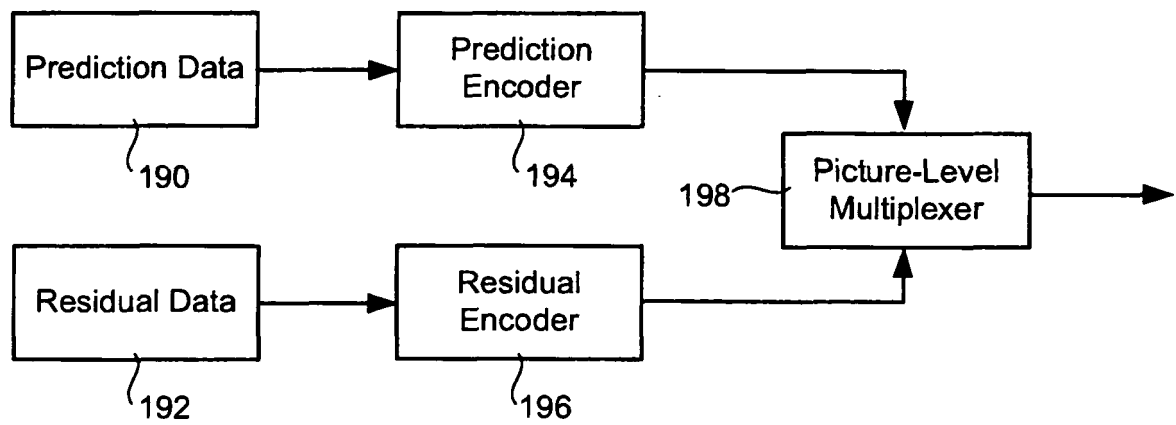 Prediction Data
190
Prediction
Encoder
194
Picture-Level
Multiplexer
198
Residual Data
192
Residual
Encoder
196